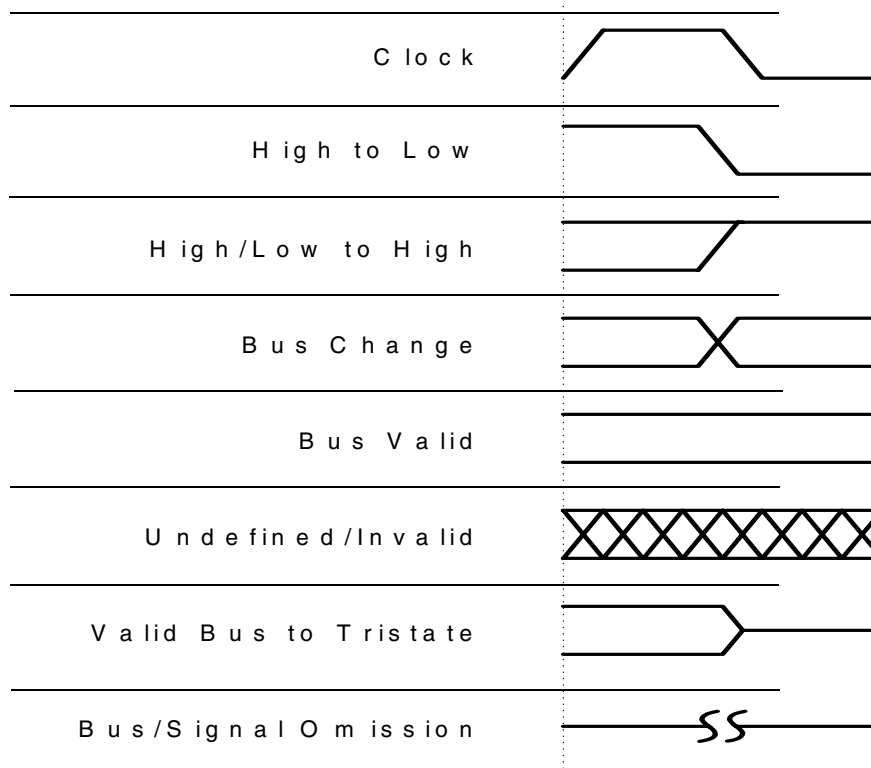 Clock
High to Low
High/Low to High
Bus Change
Bus Valid
Undefined/Invalid
Valid Bus to Tristate
Bus/Signal Omission